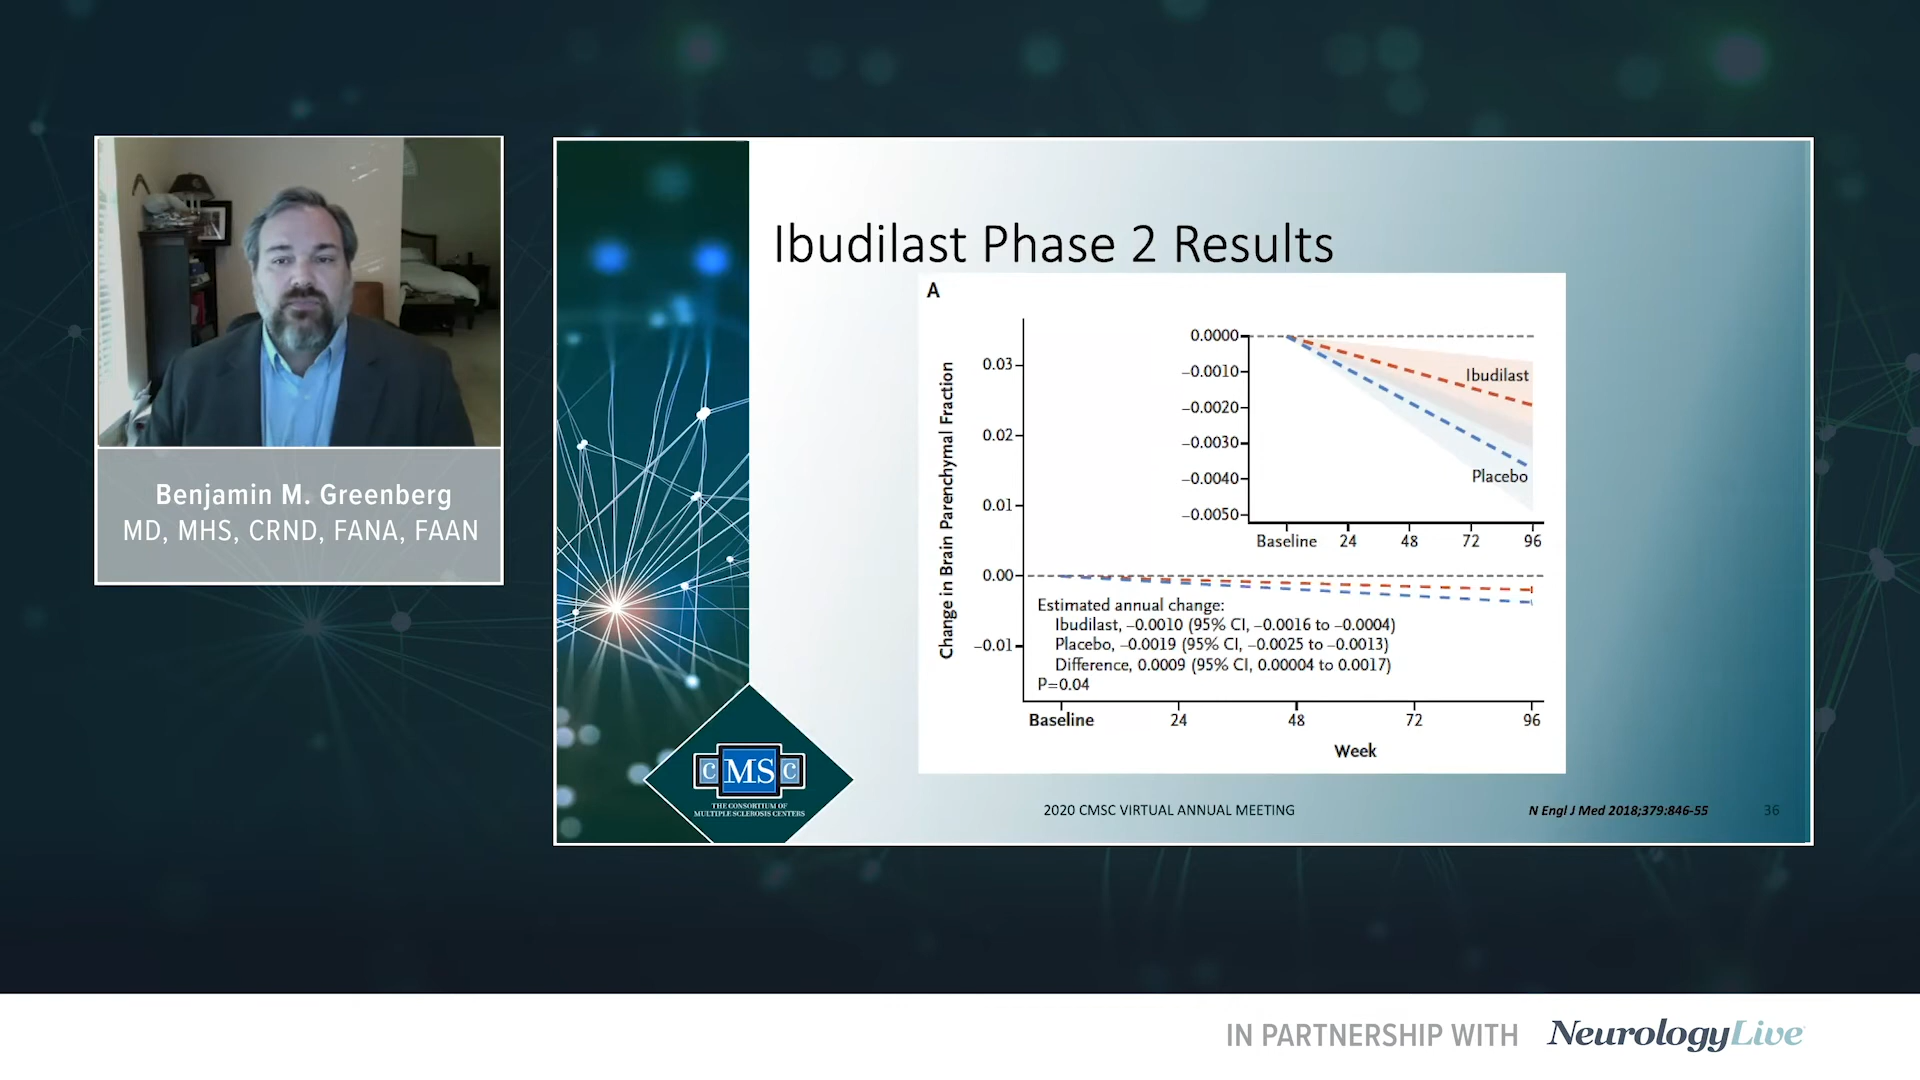 Benjamin M. Greenberg
MD, MHS, CRND, FANA, FAAN
Ibudilast Phase 2 Results
A
Change in Brain Parenchymal Fraction
0.03
0.02
0.01
0.00
−0.01
0.0000
−0.0010
−0.0020
−0.0030
−0.0040
−0.0050
Ibudilast
Placebo
Baseline 24 48 72 96
Estimated annual change:
Ibudilast, −0.0010 (95% CI, −0.0016 to −0.0004)
Placebo, −0.0019 (95% CI, −0.0025 to −0.0013)
Difference, 0.0009 (95% CI, 0.00004 to 0.0017)
P=0.04
Baseline 24 48 72 96
Week
C MS C
THE CONSORTIUM OF
MULTIPLE SCLEROSIS CENTERS
2020 CMSC VIRTUAL ANNUAL MEETING
N Engl J Med 2018;379:846-55
36
IN PARTNERSHIP WITH NeurologyLive